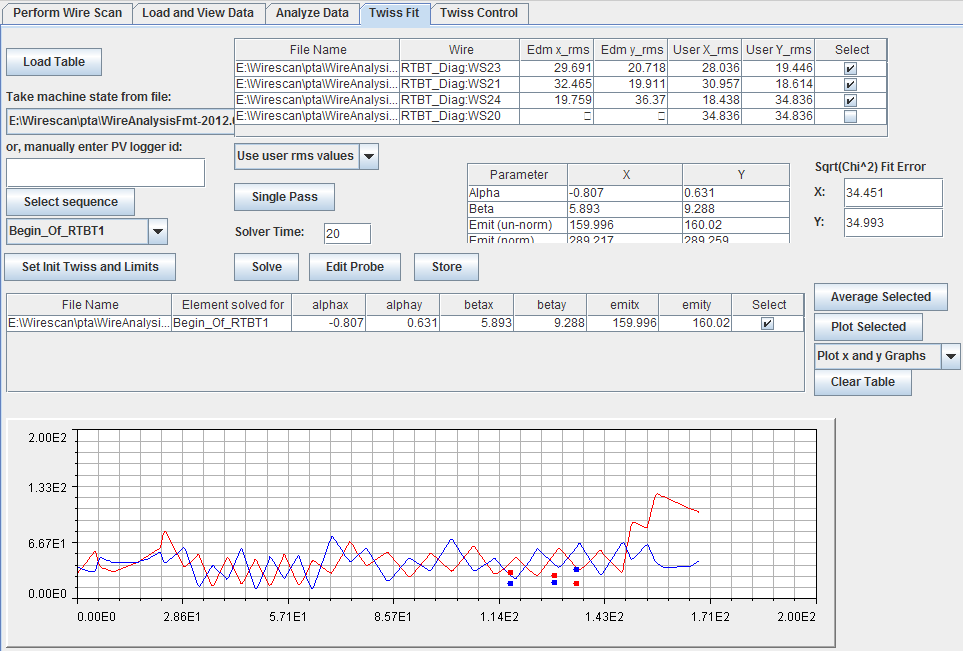 Perform Wire Scan Load and View Data Analyze Data Twiss Fit Twiss Control
Load Table
Take machine state from file:
E:\Wirescan\pta\WireAnalysisFmt-2012.
or, manually enter PV logger id:
Select sequence
Begin_Of_RTBT1
Set Init Twiss and Limits
File Name Wire Edm x_rms Edm y_rms User X_rms User Y_rms Select
E:\Wirescan\pta\WireAnalysi... RTBT_Diag:WS23 29.691 20.718 28.036 19.446
E:\Wirescan\pta\WireAnalysi... RTBT_Diag:WS21 32.465 19.911 30.957 18.614
E:\Wirescan\pta\WireAnalysi... RTBT_Diag:WS24 19.759 36.37 18.438 34.836
E:\Wirescan\pta\WireAnalysi... RTBT_Diag:WS20 34.836 34.836
Use user rms values
Single Pass
Solver Time: 20
Solve Edit Probe Store
Parameter X Y
Alpha -0.807 0.631
Beta 5.893 9.288
Emit (un-norm) 159.996 160.02
Emit (norm) 289.217 289.259
Sqrt(Chi^2) Fit Error
X: 34.451
Y: 34.993
File Name Element solved for alphax alphay betax betay emitx emity Select
E:\Wirescan\pta\WireAnalysi... Begin_Of_RTBT1 -0.807 0.631 5.893 9.288 159.996 160.02
Average Selected
Plot Selected
Plot x and y Graphs
Clear Table
2.00E2
1.33E2
6.67E1
0.00E0
0.00E0 2.86E1 5.71E1 8.57E1 1.14E2 1.43E2 1.71E2 2.00E2